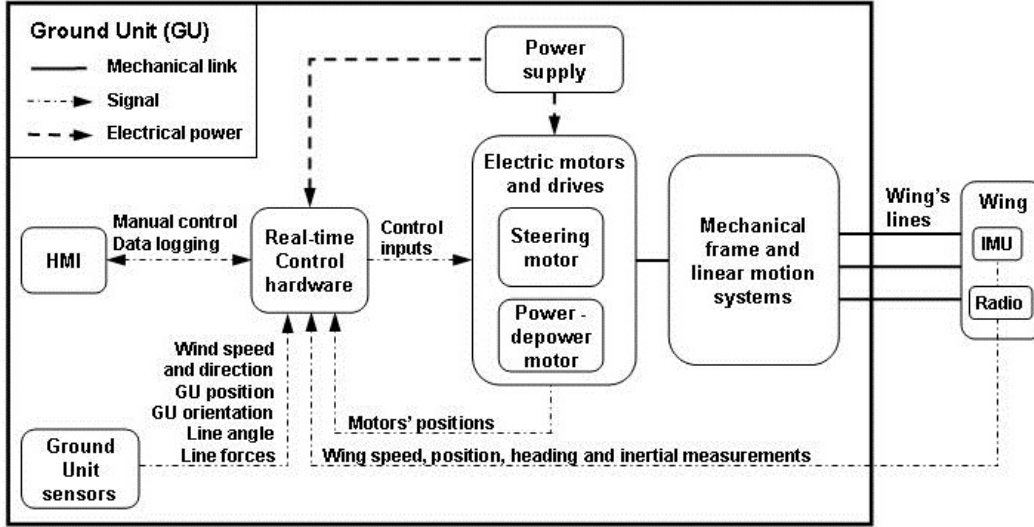 Ground Unit (GU)
Mechanical link
Signal
Electrical power
Power
supply
Electric motors
and drives
Steering
motor
Power -
depower
motor
Mechanical
frame and
linear motion
systems
Wing's
lines
Wing
IMU
Radio
HMI
Manual control
Data logging
Real-time
Control
hardware
Control
inputs
Wind speed
and direction
GU position
GU orientation
Line angle
Line forces
Ground
Unit
sensors
Motors' positions
Wing speed, position, heading and inertial measurements